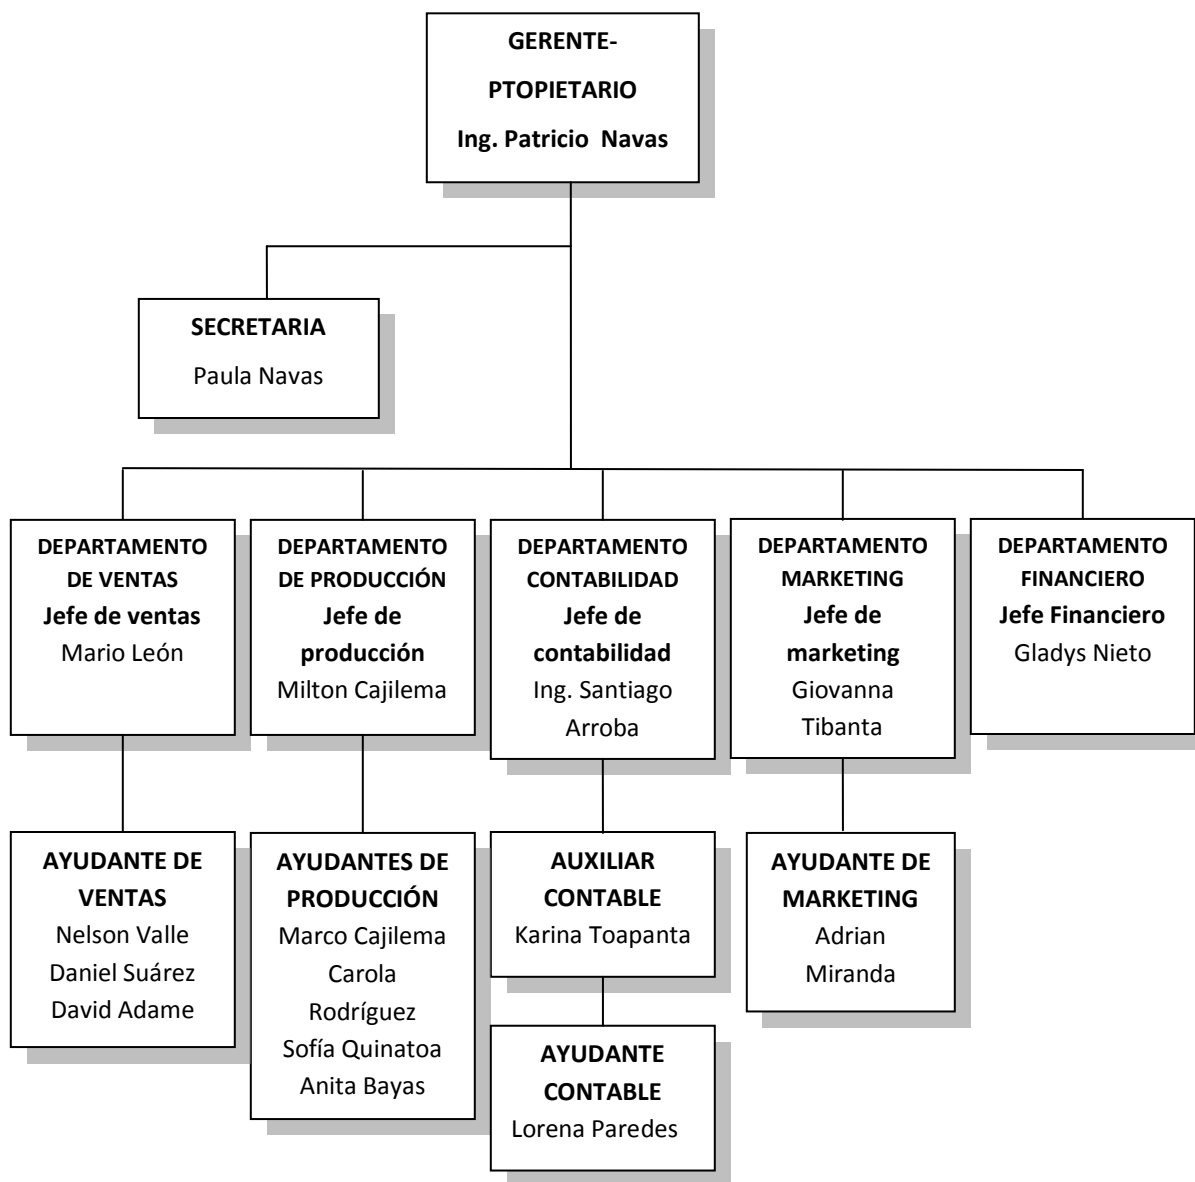 GERENTE-
PTOPIETARIO
Ing. Patricio Navas
SECRETARIA
Paula Navas
DEPARTAMENTO
DE VENTAS
Jefe de ventas
Mario León
DEPARTAMENTO
DE PRODUCCIÓN
Jefe de
producción
Milton Cajilema
DEPARTAMENTO
CONTABILIDAD
Jefe de
contabilidad
Ing. Santiago
Arroba
DEPARTAMENTO
MARKETING
Jefe de
marketing
Giovanna
Tibanta
DEPARTAMENTO
FINANCIERO
Jefe Financiero
Gladys Nieto
AYUDANTE DE
VENTAS
Nelson Valle
Daniel Suárez
David Adame
AYUDANTES DE
PRODUCCIÓN
Marco Cajilema
Carola
Rodríguez
Sofía Quinatoa
Anita Bayas
AUXILIAR
CONTABLE
Karina Toapanta
AYUDANTE
CONTABLE
Lorena Paredes
AYUDANTE DE
MARKETING
Adrian
Miranda